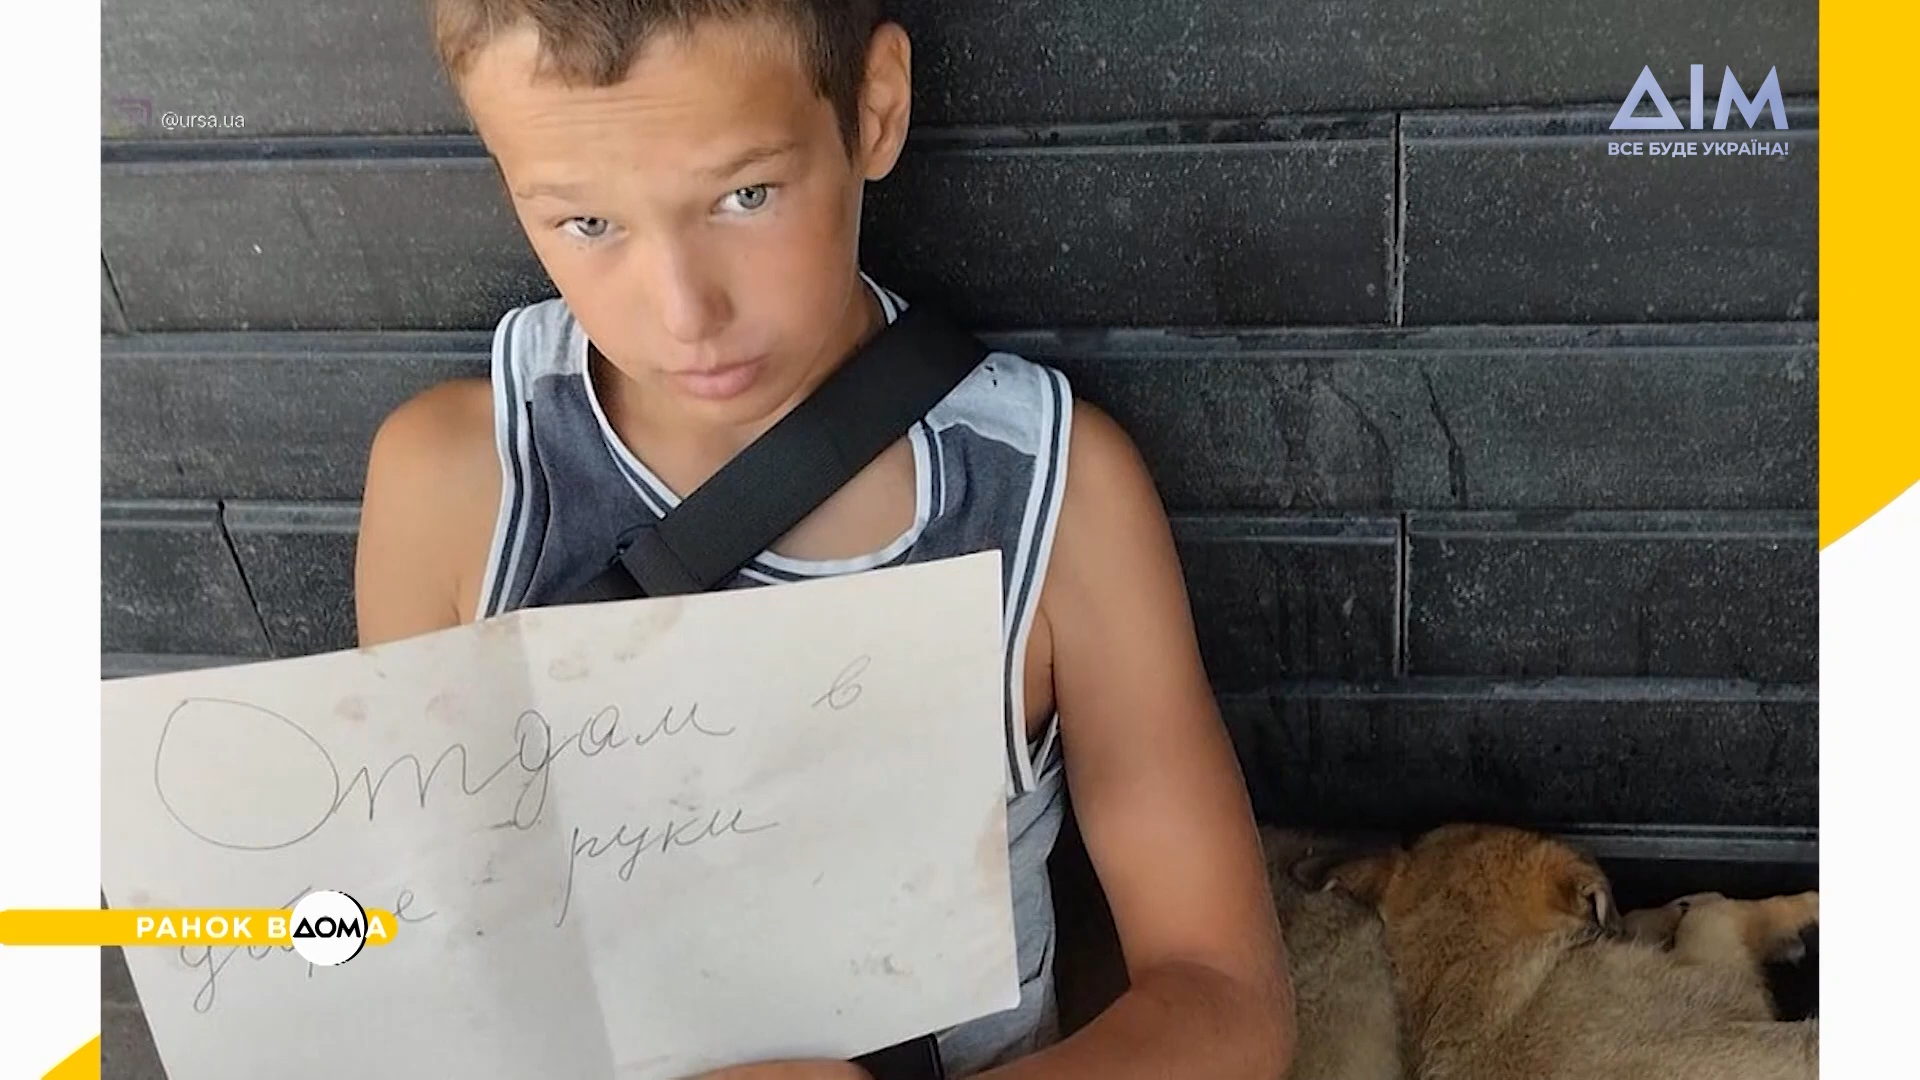 @ursa.ua
ДІМ
ВСЕ БУДЕ УКРАЇНА!
Отдам в
руки
РАНОК В ДОМА